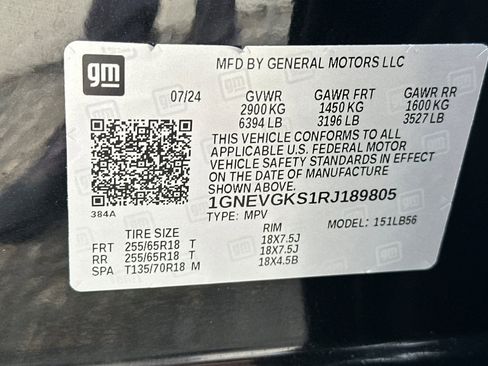 gm
MFD BY GENERAL MOTORS LLC
07/24 GVWR GAWR FRT GAWR RR
2900 KG 1450 KG 1600 KG
6394 LB 3196 LB 3527 LB
THIS VEHICLE CONFORMS TO ALL
APPLICABLE U.S. FEDERAL MOTOR
VEHICLE SAFETY STANDARDS IN EFFECT
ON THE DATE OF MANUFACTURE
SHOWN ABOVE.
384A
1GNEVGKS1RJ189805
TYPE: MPV MODEL: 151LB56
TIRE SIZE RIM
FRT 255/65R18 T 18X7.5J
RR 255/65R18 T 18X7.5J
SPA T135/70R18 M 18X4.5B